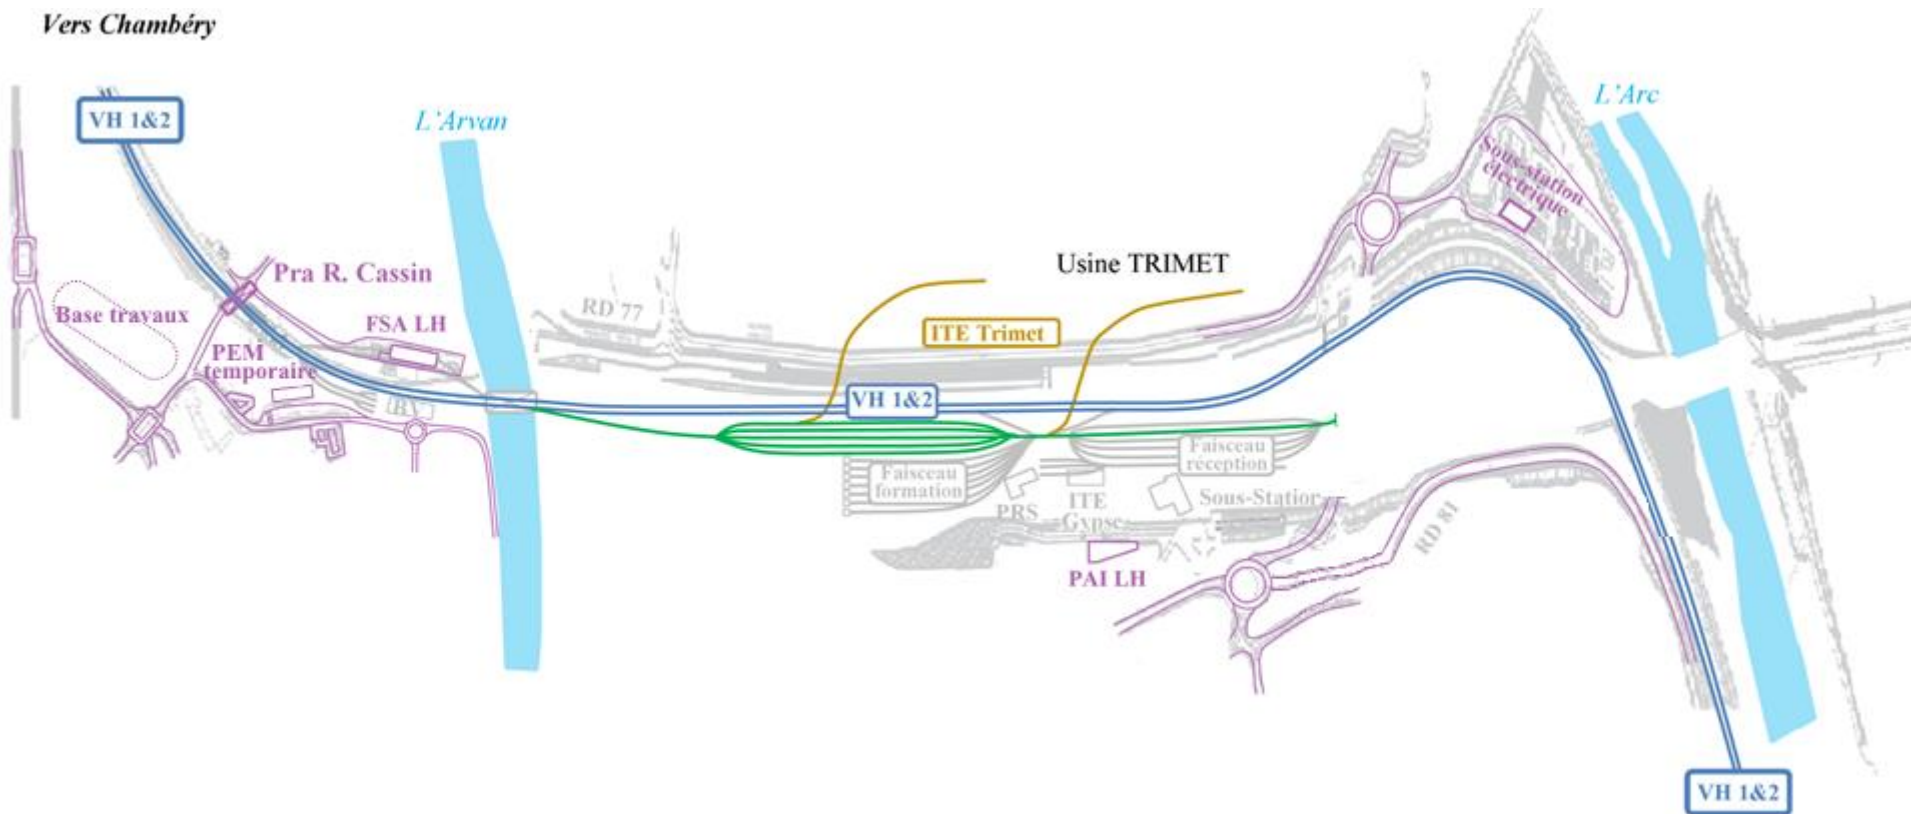 Vers Chambéry
VH 1&2
L'Arvan
L'Arc
Sous-station
électrique
Pra R. Cassin
Usine TRIMET
Base travaux
FSA LH
RD 77
ITE Trimet
PEM
temporaire
BV
VH 1&2
Faisceau
réception
Faisceau
formation
PRS
ITE
Gypse
Sous-Station
RD 81
PAI LH
VH 1&2